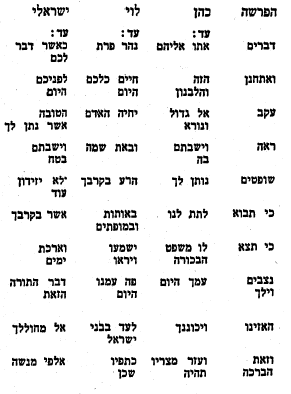 הפרשה כהן לוי ישראלי
עד: עד: עד:
דברים אתו אליהם נהר פרת כאשר דבר
לכם
ואתחנן הזה חיים כלכם לפניכם
והלבנון היום היום
עקב אל גדול יחיה האדם הטובה
ונורא אשר נתן לך
ראה וישבתם ובאת שמה וישבתם
בה בטח
שופטים נותן לך הרע בקרבך ולא יזידון
עוד
כי תבוא לתת לנו באותות אשר בקרבך
ובמופתים
כי תצא לו משפט ישמעו וארכת
הבכורה ויראו ימים
נצבים עמך היום פה עמנו דבר התורה
וילך היום הזאת
האזינו ויכוננך לעד בבני אל מחוללך
ישראל
וזאת ועזר מצריו כתפיו אלפי מנשה
הברכה תהיה שכן